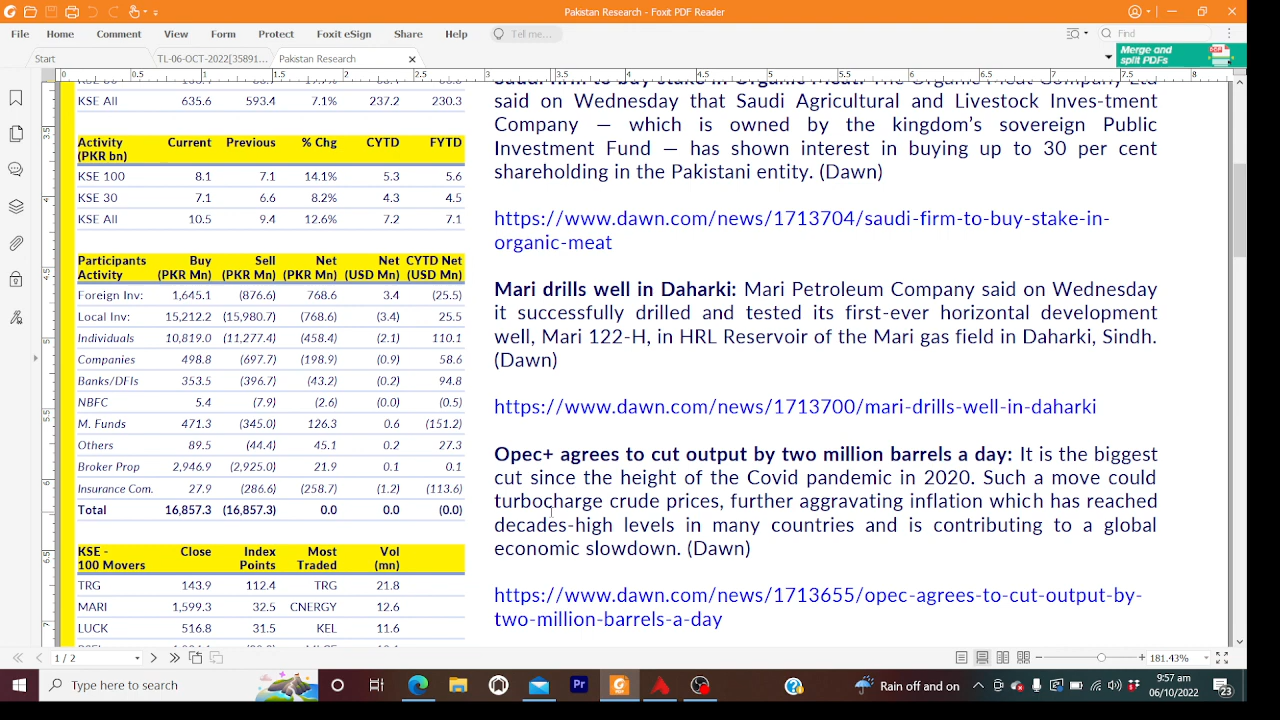 Pakistan Research - Foxit PDF Reader
File Home Comment View Form Protect Foxit eSign Share Help Tell me... Find
Start TL-06-OCT-2022[35891... Pakistan Research
Merge and
split PDFs
KSE All 635.6 593.4 7.1% 237.2 230.3
Activity Current Previous % Chg CYTD FYTD
(PKR bn)
KSE 100 8.1 7.1 14.1% 5.3 5.6
KSE 30 7.1 6.6 8.2% 4.3 4.5
KSE All 10.5 9.4 12.6% 7.2 7.1
Participants Buy Sell Net Net CYTD Net
Activity (PKR Mn) (PKR Mn) (PKR Mn) (USD Mn) (USD Mn)
Foreign Inv: 1,645.1 (876.6) 768.6 3.4 (25.5)
Local Inv: 15,212.2 (15,980.7) (768.6) (3.4) 25.5
Individuals 10,819.0 (11,277.4) (458.4) (2.1) 110.1
Companies 498.8 (697.7) (198.9) (0.9) 58.6
Banks/DFIs 353.5 (396.7) (43.2) (0.2) 94.8
NBFC 5.4 (7.9) (2.6) (0.0) (0.5)
M. Funds 471.3 (345.0) 126.3 0.6 (151.2)
Others 89.5 (44.4) 45.1 0.2 27.3
Broker Prop 2,946.9 (2,925.0) 21.9 0.1 0.1
Insurance Com. 27.9 (286.6) (258.7) (1.2) (113.6)
Total 16,857.3 (16,857.3) 0.0 0.0 (0.0)
KSE - Close Index Most Vol
100 Movers Points Traded (mn)
TRG 143.9 112.4 TRG 21.8
MARI 1,599.3 32.5 CNERGY 12.6
LUCK 516.8 31.5 KEL 11.6
said on Wednesday that Saudi Agricultural and Livestock Inves-tment
Company — which is owned by the kingdom's sovereign Public
Investment Fund — has shown interest in buying up to 30 per cent
shareholding in the Pakistani entity. (Dawn)
https://www.dawn.com/news/1713704/saudi-firm-to-buy-stake-in-
organic-meat
Mari drills well in Daharki: Mari Petroleum Company said on Wednesday
it successfully drilled and tested its first-ever horizontal development
well, Mari 122-H, in HRL Reservoir of the Mari gas field in Daharki, Sindh.
(Dawn)
https://www.dawn.com/news/1713700/mari-drills-well-in-daharki
Opec+ agrees to cut output by two million barrels a day: It is the biggest
cut since the height of the Covid pandemic in 2020. Such a move could
turbocharge crude prices, further aggravating inflation which has reached
decades-high levels in many countries and is contributing to a global
economic slowdown. (Dawn)
https://www.dawn.com/news/1713655/opec-agrees-to-cut-output-by-
two-million-barrels-a-day
1 / 2 181.43%
Type here to search
Pr
Rain off and on
9:57 am
06/10/2022
23